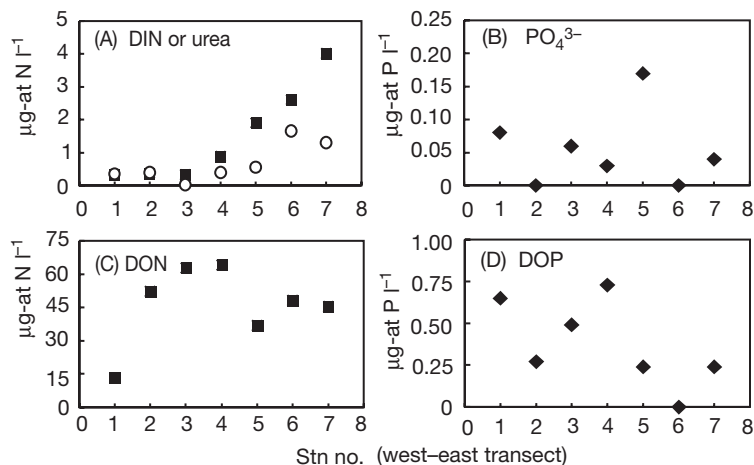 (A) DIN or urea
µg-at N l⁻¹
5
4
3
2
1
0
0 1 2 3 4 5 6 7 8
(B) PO₄³⁻
µg-at P l⁻¹
0.25
0.20
0.15
0.10
0.05
0
0 1 2 3 4 5 6 7 8
(C) DON
µg-at N l⁻¹
75
60
45
30
15
0
0 1 2 3 4 5 6 7 8
(D) DOP
µg-at P l⁻¹
1.00
0.75
0.50
0.25
0
0 1 2 3 4 5 6 7 8
Stn no. (west–east transect)